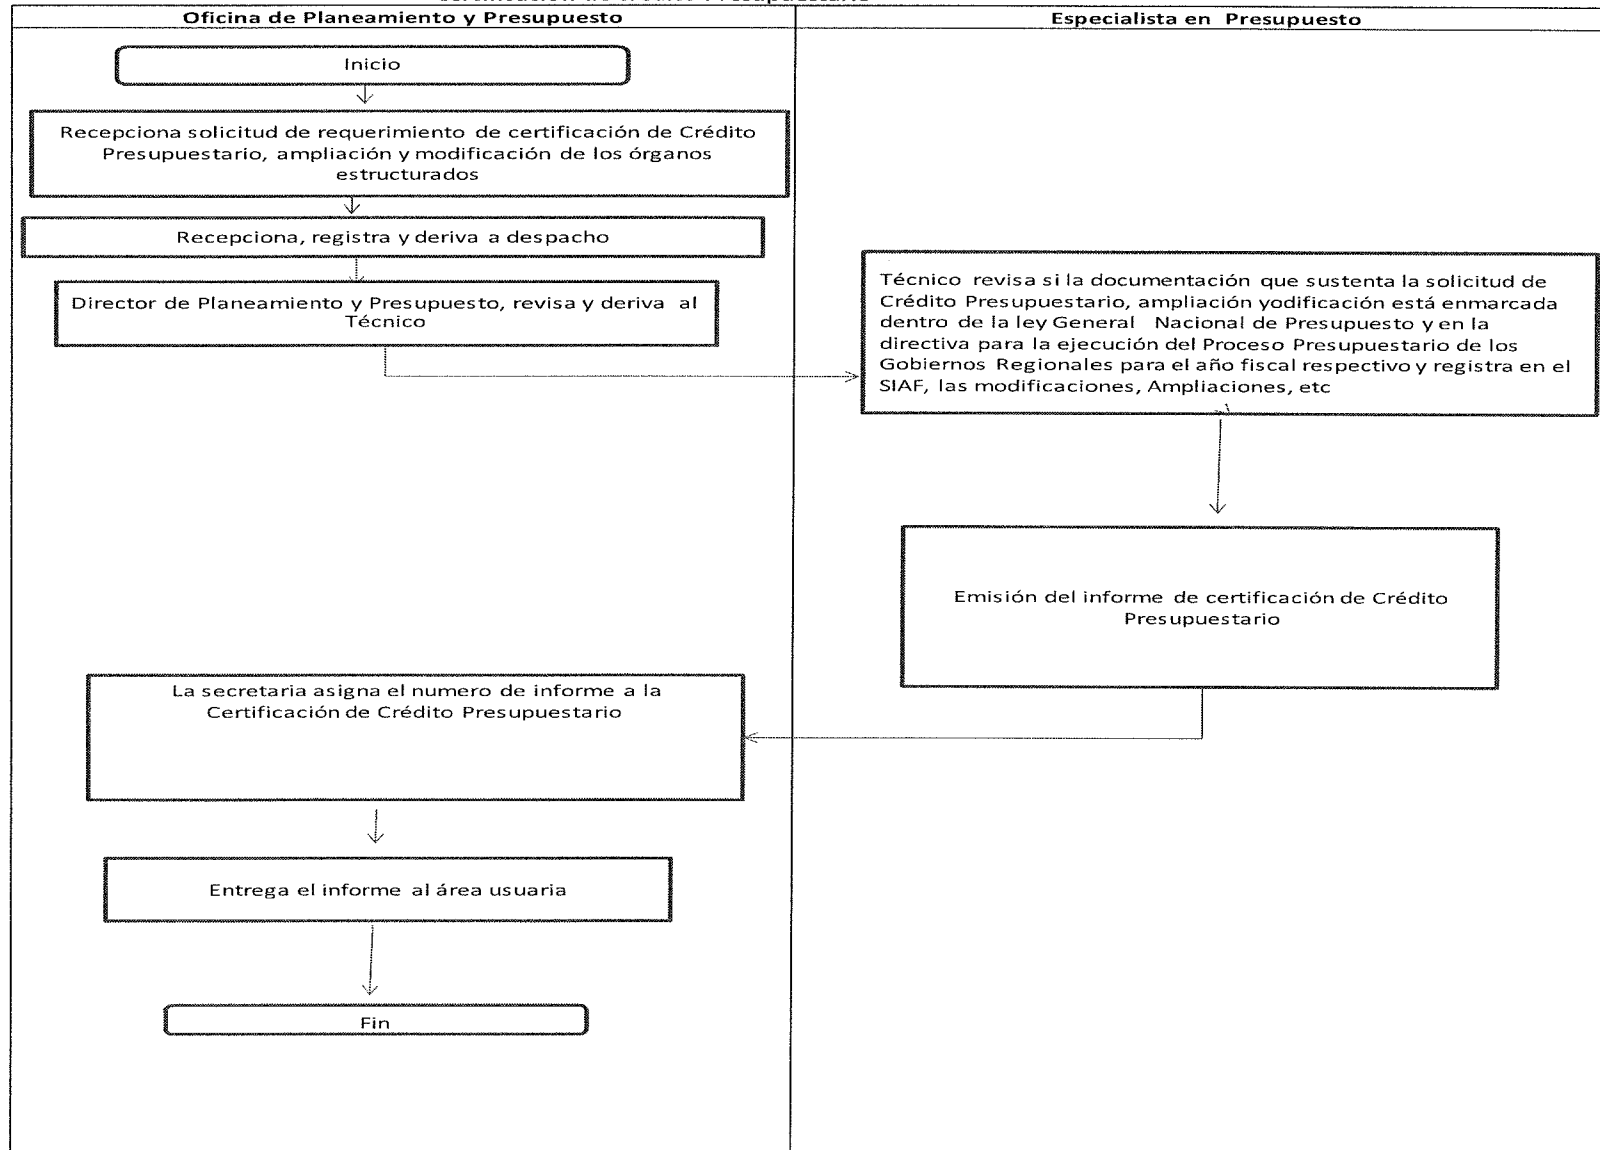 Oficina de Planeamiento y Presupuesto
Especialista en Presupuesto
Inicio
Recepciona solicitud de requerimiento de certificación de Crédito
Presupuestario, ampliación y modificación de los órganos
estructurados
Recepciona, registra y deriva a despacho
Director de Planeamiento y Presupuesto, revisa y deriva al
Técnico
Técnico revisa si la documentación que sustenta la solicitud de
Crédito Presupuestario, ampliación yodificación está enmarcada
dentro de la ley General Nacional de Presupuesto y en la
directiva para la ejecución del Proceso Presupuestario de los
Gobiernos Regionales para el año fiscal respectivo y registra en el
SIAF, las modificaciones, Ampliaciones, etc
Emisión del informe de certificación de Crédito
Presupuestario
La secretaria asigna el numero de informe a la
Certificación de Crédito Presupuestario
Entrega el informe al área usuaria
Fin